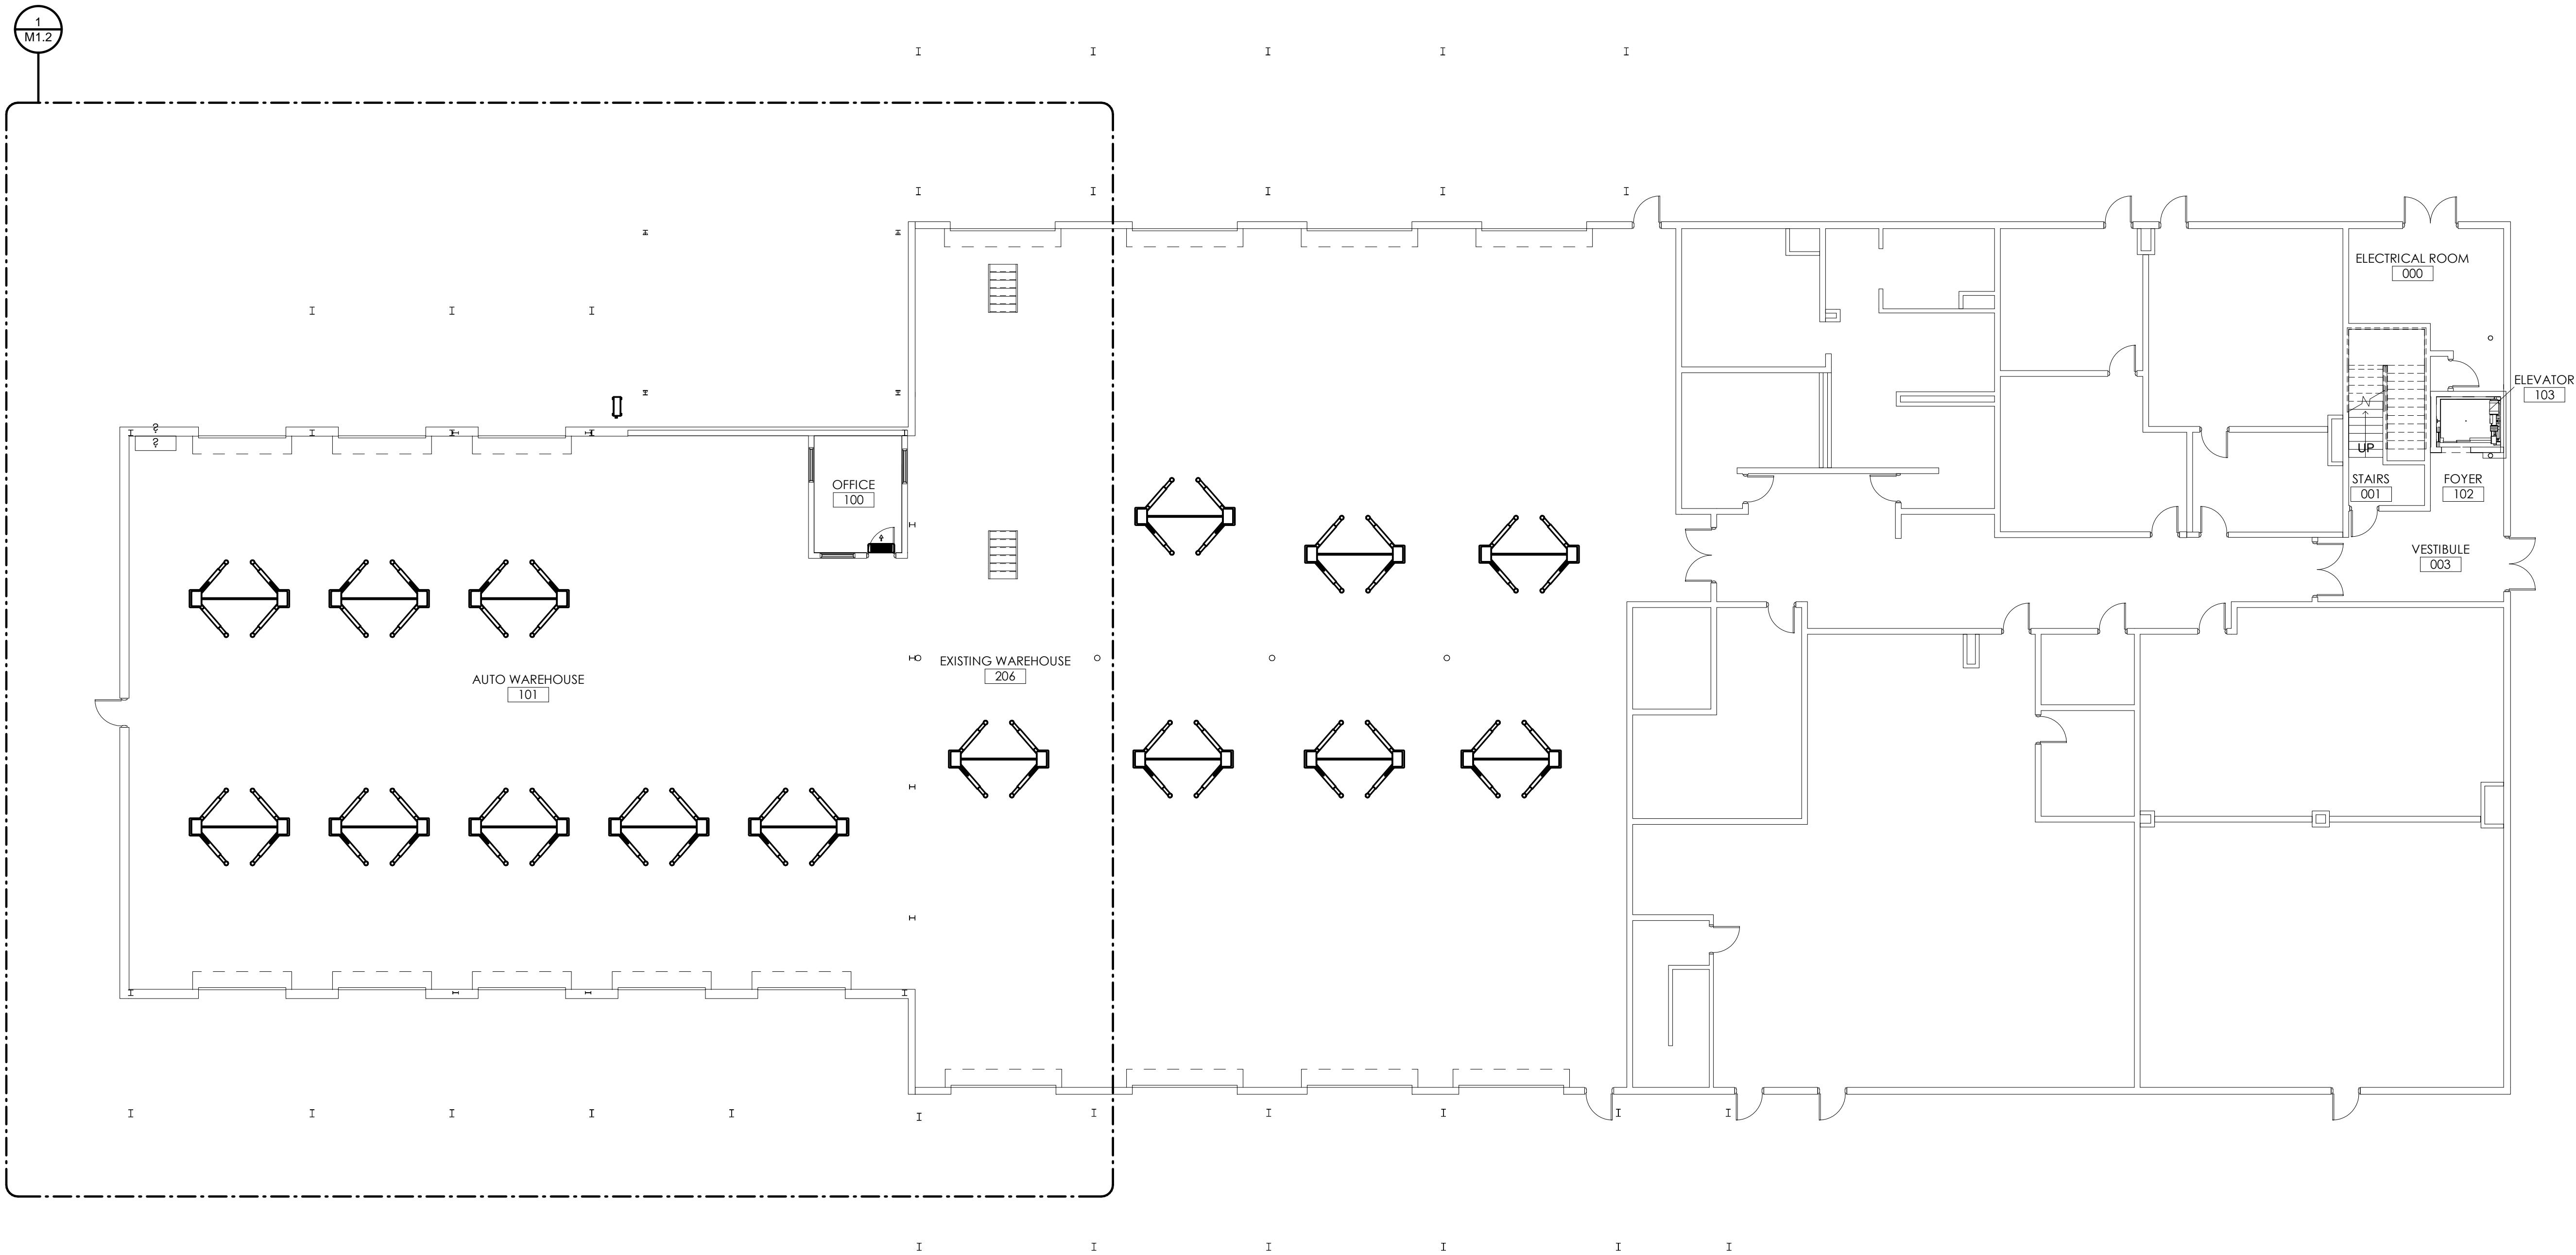 1
M1.2
ELECTRICAL ROOM
000
ELEVATOR
103
UP
OFFICE
100
STAIRS
001
FOYER
102
VESTIBULE
003
EXISTING WAREHOUSE
206
AUTO WAREHOUSE
101
?
?